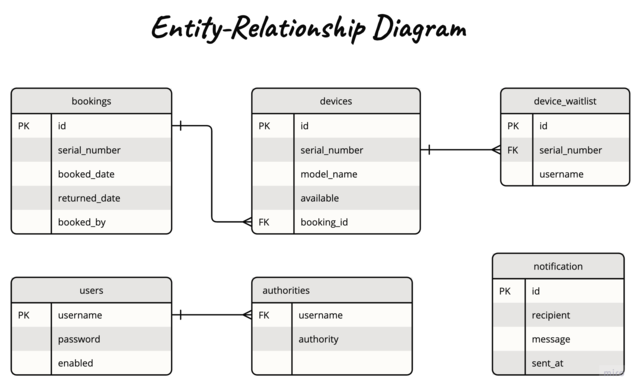 Entity-Relationship Diagram
bookings
PK id
serial_number
booked_date
returned_date
booked_by
devices
PK id
serial_number
model_name
available
FK booking_id
device_waitlist
PK id
FK serial_number
username
users
PK username
password
enabled
authorities
FK username
authority
notification
PK id
recipient
message
sent_at
miro